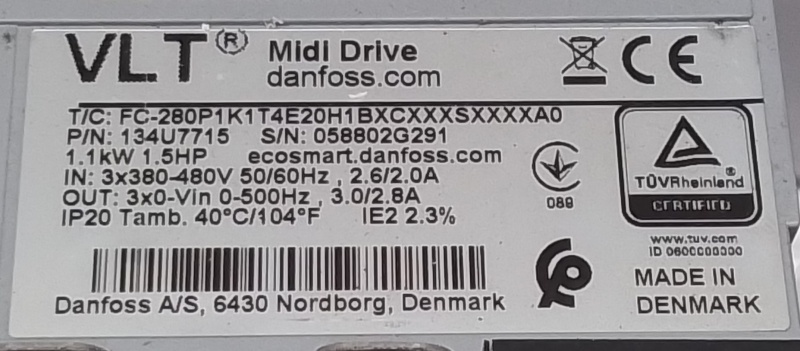 VLT® Midi Drive
danfoss.com
T/C: FC-280P1K1T4E20H1BXCXXXSXXXXA0
P/N: 134U7715 S/N: 058802G291
1.1kW 1.5HP ecosmart.danfoss.com
IN: 3x380-480V 50/60Hz, 2.6/2.0A
OUT: 3x0-Vin 0-500Hz, 3.0/2.8A
IP20 Tamb. 40°C/104°F IE2 2.3%
CE
089
TÜVRheinland®
CERTIFIED
www.tuv.com
ID 0600000000
Danfoss A/S, 6430 Nordborg, Denmark
MADE IN
DENMARK